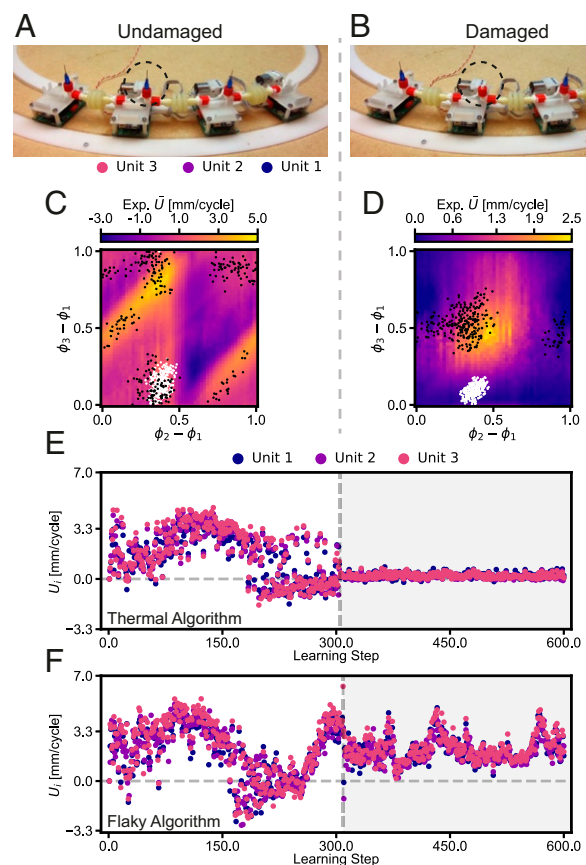 A
Undamaged
B
Damaged
Unit 3 Unit 2 Unit 1
C
Exp. Ū [mm/cycle]
-3.0 -1.0 1.0 3.0 5.0
D
Exp. Ū [mm/cycle]
0.0 0.6 1.2 1.9 2.5
1.0
0.5
0.0
ϕ3 − ϕ1
0.0 0.5 1.0
ϕ2 − ϕ1
1.0
0.5
0.0
ϕ3 − ϕ1
0.0 0.5 1.0
ϕ2 − ϕ1
Unit 1 Unit 2 Unit 3
E
7.0
3.3
0.0
−3.3
Ui [mm/cycle]
Thermal Algorithm
0.0 150.0 300.0 450.0 600.0
Learning Step
F
7.0
3.3
0.0
−3.3
Ui [mm/cycle]
Flaky Algorithm
0.0 150.0 300.0 450.0 600.0
Learning Step